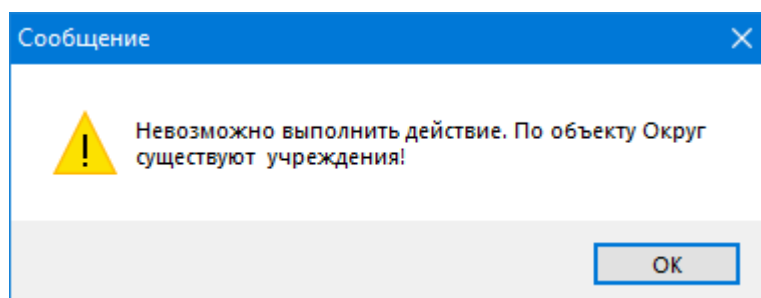 Сообщение
Невозможно выполнить действие. По объекту Округ
существуют  учреждения!
OK